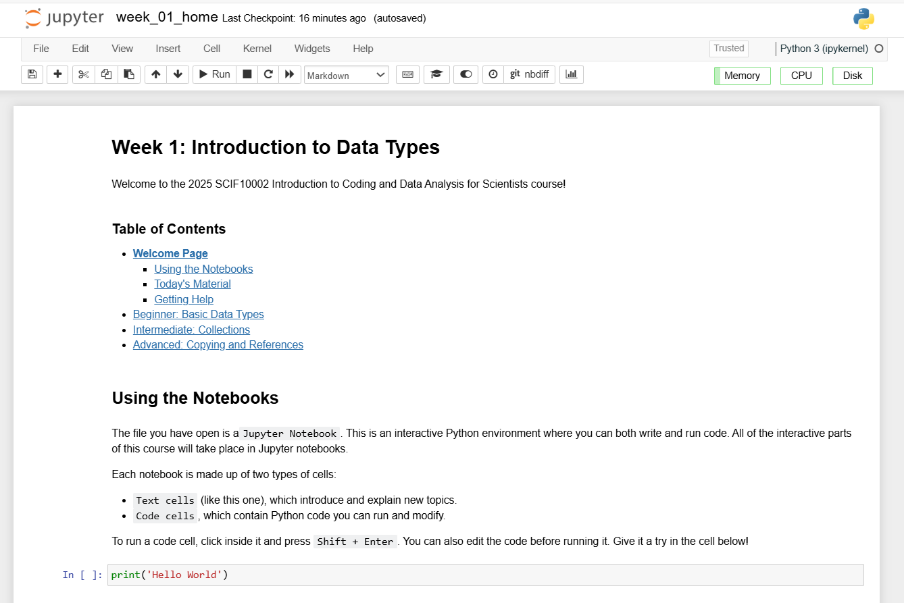 jupyter week_01_home Last Checkpoint: 16 minutes ago (autosaved)
File Edit View Insert Cell Kernel Widgets Help Trusted Python 3 (ipykernel)
Run Markdown git nbdiff Memory CPU Disk
Week 1: Introduction to Data Types
Welcome to the 2025 SCIF10002 Introduction to Coding and Data Analysis for Scientists course!
Table of Contents
Welcome Page
Using the Notebooks
Today's Material
Getting Help
Beginner: Basic Data Types
Intermediate: Collections
Advanced: Copying and References
Using the Notebooks
The file you have open is a Jupyter Notebook. This is an interactive Python environment where you can both write and run code. All of the interactive parts
of this course will take place in Jupyter notebooks.
Each notebook is made up of two types of cells:
Text cells (like this one), which introduce and explain new topics.
Code cells, which contain Python code you can run and modify.
To run a code cell, click inside it and press Shift + Enter. You can also edit the code before running it. Give it a try in the cell below!
In [ ]: print('Hello World')